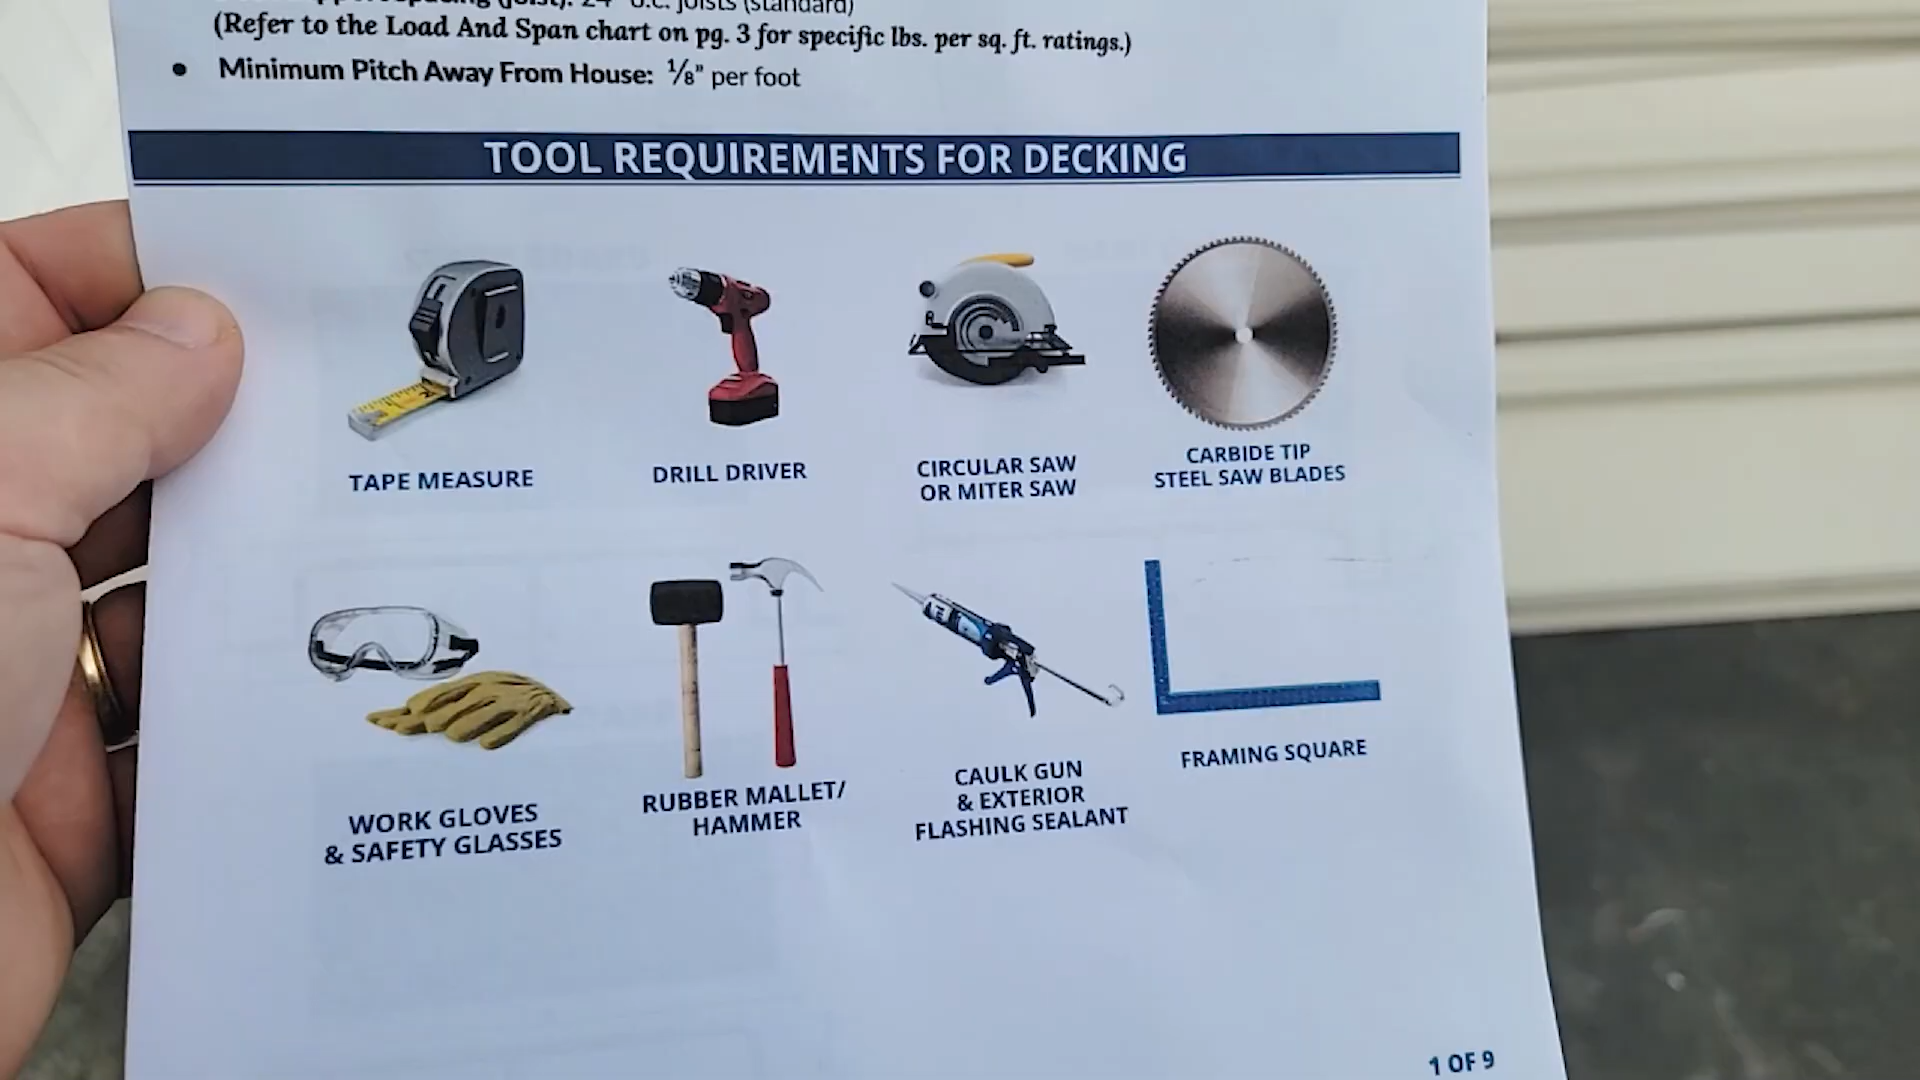 24" o.c. joists (standard)
(Refer to the Load And Span chart on pg. 3 for specific lbs. per sq. ft. ratings.)
• Minimum Pitch Away From House: ⅛" per foot
TOOL REQUIREMENTS FOR DECKING
TAPE MEASURE
DRILL DRIVER
CIRCULAR SAW
OR MITER SAW
CARBIDE TIP
STEEL SAW BLADES
WORK GLOVES
& SAFETY GLASSES
RUBBER MALLET/
HAMMER
CAULK GUN
& EXTERIOR
FLASHING SEALANT
FRAMING SQUARE
1 OF 9